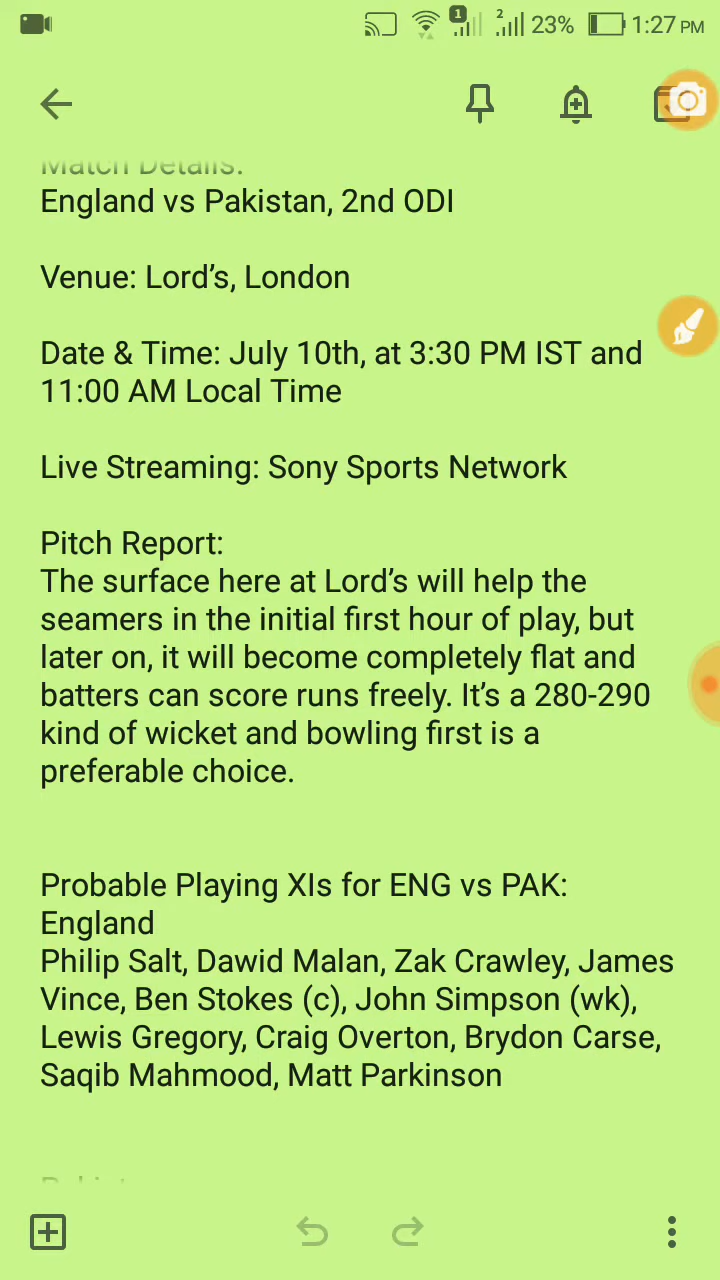 1 2 23% 1:27 PM
Match Details:
England vs Pakistan, 2nd ODI
Venue: Lord’s, London
Date & Time: July 10th, at 3:30 PM IST and
11:00 AM Local Time
Live Streaming: Sony Sports Network
Pitch Report:
The surface here at Lord’s will help the
seamers in the initial first hour of play, but
later on, it will become completely flat and
batters can score runs freely. It’s a 280-290
kind of wicket and bowling first is a
preferable choice.
Probable Playing XIs for ENG vs PAK:
England
Philip Salt, Dawid Malan, Zak Crawley, James
Vince, Ben Stokes (c), John Simpson (wk),
Lewis Gregory, Craig Overton, Brydon Carse,
Saqib Mahmood, Matt Parkinson